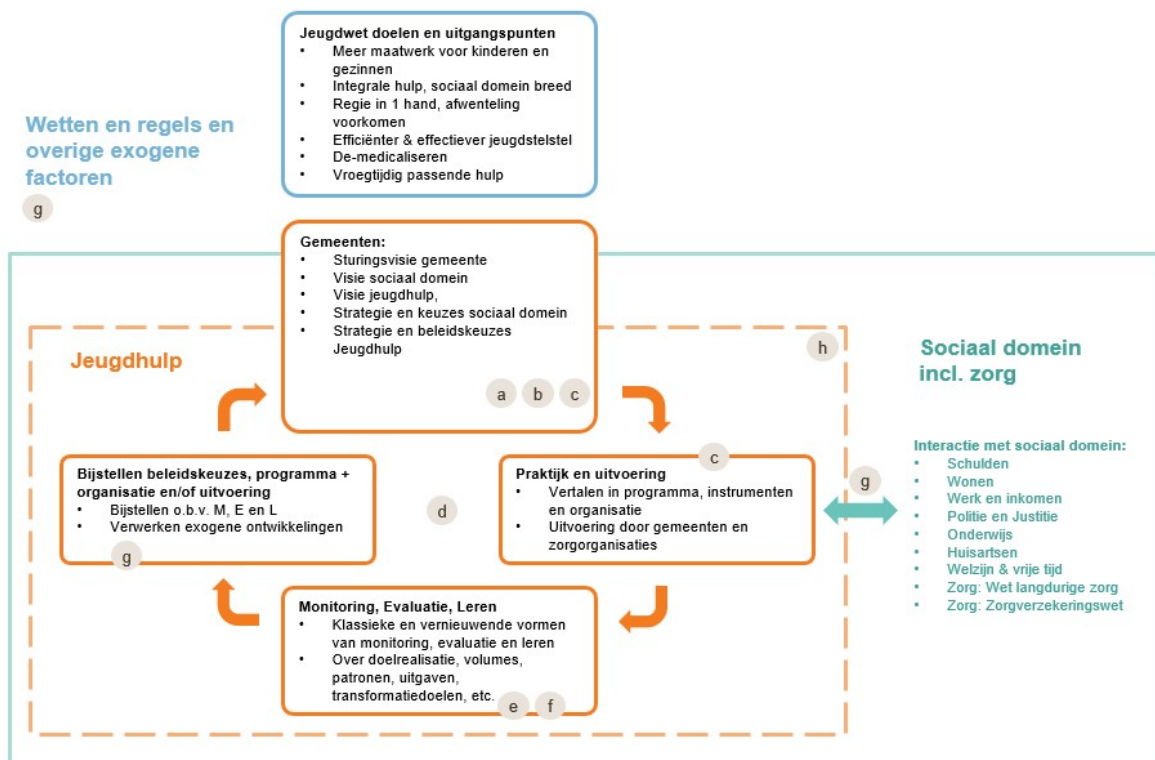 Jeugdwet doelen en uitgangspunten
• Meer maatwerk voor kinderen en
gezinnen
• Integrale hulp, sociaal domein breed
• Regie in 1 hand, afwenteling
voorkomen
• Efficiënter & effectiever jeugdstelstel
• De-medicaliseren
• Vroegtijdig passende hulp
Wetten en regels en
overige exogene
factoren
g
Gemeenten:
• Sturingsvisie gemeente
• Visie sociaal domein
• Visie jeugdhulp,
• Strategie en keuzes sociaal domein
• Strategie en beleidskeuzes
Jeugdhulp
a b c
Jeugdhulp
h
Sociaal domein
incl. zorg
Bijstellen beleidskeuzes, programma +
organisatie en/of uitvoering
• Bijstellen o.b.v. M, E en L
• Verwerken exogene ontwikkelingen
g
d
c
Praktijk en uitvoering
• Vertalen in programma, instrumenten
en organisatie
• Uitvoering door gemeenten en
zorgorganisaties
g
Interactie met sociaal domein:
• Schulden
• Wonen
• Werk en inkomen
• Politie en Justitie
• Onderwijs
• Huisartsen
• Welzijn & vrije tijd
• Zorg: Wet langdurige zorg
• Zorg: Zorgverzekeringswet
Monitoring, Evaluatie, Leren
• Klassieke en vernieuwende vormen
van monitoring, evaluatie en leren
• Over doelrealisatie, volumes,
patronen, uitgaven,
transformatiedoelen, etc.
e f